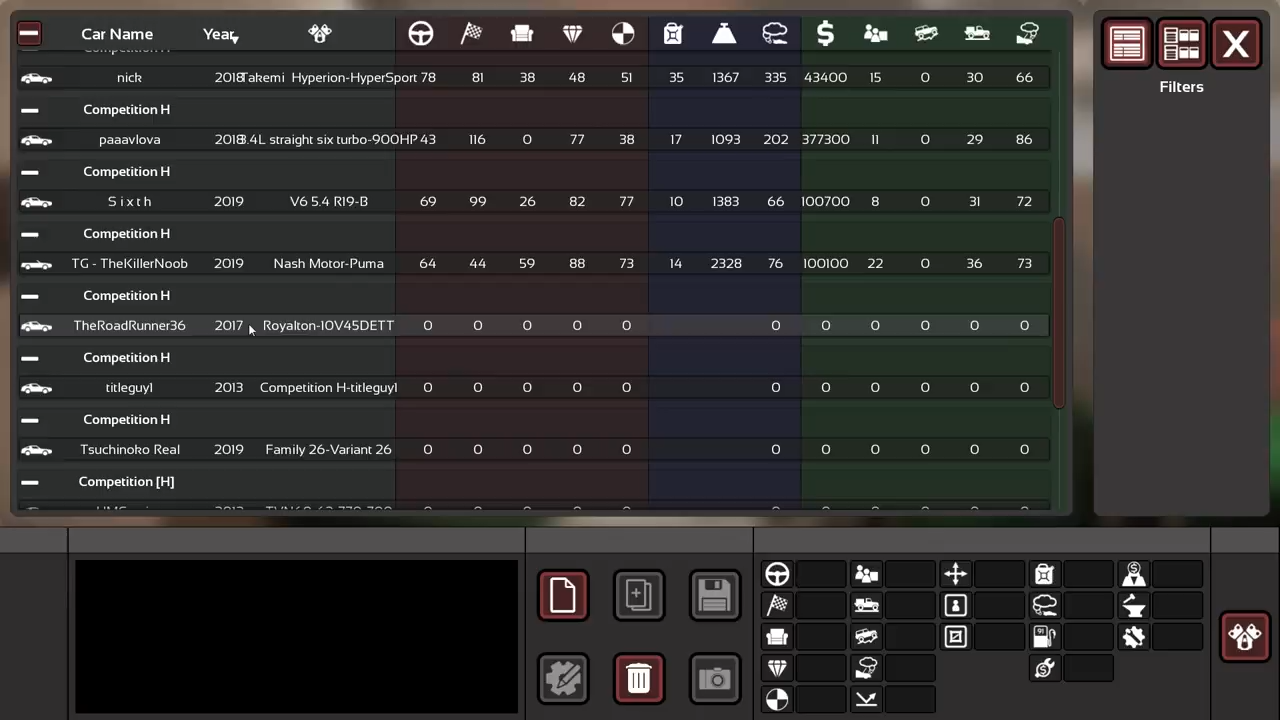 Car Name Year
nick 2018 Takemi Hyperion-HyperSport 78 81 38 48 51 35 1367 335 43400 15 0 30 66
Competition H
paaavlova 2018 3.4L straight six turbo-900HP 43 116 0 77 38 17 1093 202 377300 11 0 29 86
Competition H
S i x t h 2019 V6 5.4 R19-B 69 99 26 82 77 10 1383 66 100700 8 0 31 72
Competition H
TG - TheKillerNoob 2019 Nash Motor-Puma 64 44 59 88 73 14 2328 76 100100 22 0 36 73
Competition H
TheRoadRunner36 2017 Royalton-10V45DETT 0 0 0 0 0 0 0 0 0 0 0
Competition H
titleguy1 2013 Competition H-titleguy1 0 0 0 0 0 0 0 0 0 0 0
Competition H
Tsuchinoko Real 2019 Family 26-Variant 26 0 0 0 0 0 0 0 0 0 0 0
Competition [H]
Filters